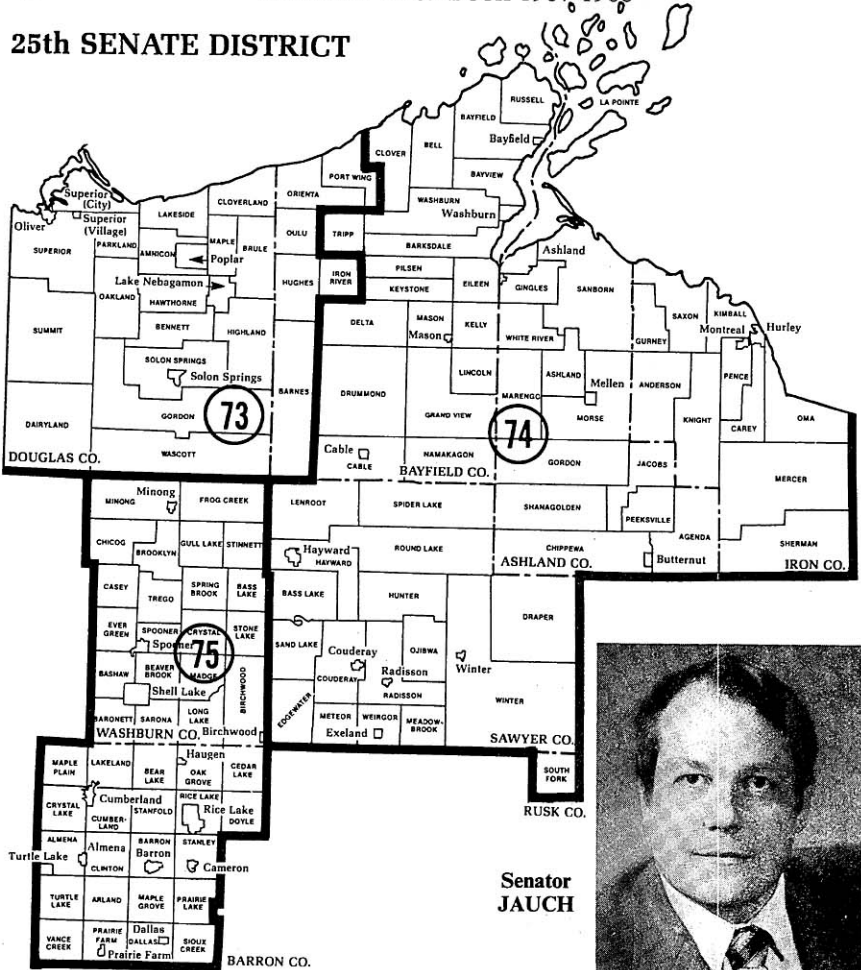 25th SENATE DISTRICT
RUSSELL
LA POINTE
BAYFIELD
Bayfield
CLOVER
BELL
BAYVIEW
PORT WING
WASHBURN
Washburn
ORIENTA
CLOVERLAND
LAKESIDE
Superior
(City)
Superior
(Village)
Oliver
SUPERIOR
PARKLAND
AMNICON
MAPLE
BRULE
Poplar
OULU
TRIPP
BARKSDALE
Ashland
Lake Nebagamon
HUGHES
IRON
RIVER
PILSEN
KEYSTONE
EILEEN
GINGLES
SANBORN
OAKLAND
HAWTHORNE
SUMMIT
BENNETT
HIGHLAND
DELTA
MASON
Mason
KELLY
WHITE RIVER
GURNEY
SAXON
KIMBALL
Montreal
Hurley
SOLON SPRINGS
Solon Springs
BARNES
LINCOLN
ASHLAND
Mellen
ANDERSON
PENCE
DRUMMOND
MARENGO
MORSE
KNIGHT
CAREY
OMA
DAIRYLAND
GORDON
73
GRAND VIEW
74
WASCOTT
DOUGLAS CO.
Cable
CABLE
NAMAKAGON
BAYFIELD CO.
GORDON
JACOBS
MERCER
MINONG
Minong
FROG CREEK
LENROOT
SPIDER LAKE
SHANAGOLDEN
PEEKSVILLE
AGENDA
SHERMAN
CHICOG
BROOKLYN
GULL LAKE
STINNETT
Hayward
HAYWARD
ROUND LAKE
CHIPPEWA
ASHLAND CO.
Butternut
IRON CO.
CASEY
TREGO
SPRING
BROOK
BASS
LAKE
BASS LAKE
HUNTER
DRAPER
EVER
GREEN
SPOONER
Spooner
CRYSTAL
STONE
LAKE
SAND LAKE
Couderay
COUDERAY
OJIBWA
Winter
75
BASHAW
BEAVER
BROOK
MADGE
BIRCHWOOD
Radisson
RADISSON
WINTER
Shell Lake
EDGEWATER
BARONETT
SARONA
LONG
LAKE
Birchwood
METEOR
WEIRGOR
MEADOW-
BROOK
Exeland
WASHBURN CO.
SAWYER CO.
MAPLE
PLAIN
LAKELAND
BEAR
LAKE
Haugen
OAK
GROVE
CEDAR
LAKE
SOUTH
FORK
RUSK CO.
CRYSTAL
LAKE
Cumberland
CUMBER-
LAND
STANFOLD
RICE LAKE
Rice Lake
DOYLE
ALMENA
Almena
Turtle Lake
CLINTON
BARRON
Barron
STANLEY
Cameron
TURTLE
LAKE
ARLAND
MAPLE
GROVE
PRAIRIE
LAKE
VANCE
CREEK
PRAIRIE
FARM
Prairie Farm
Dallas
DALLAS
SIOUX
CREEK
BARRON CO.
Senator
JAUCH